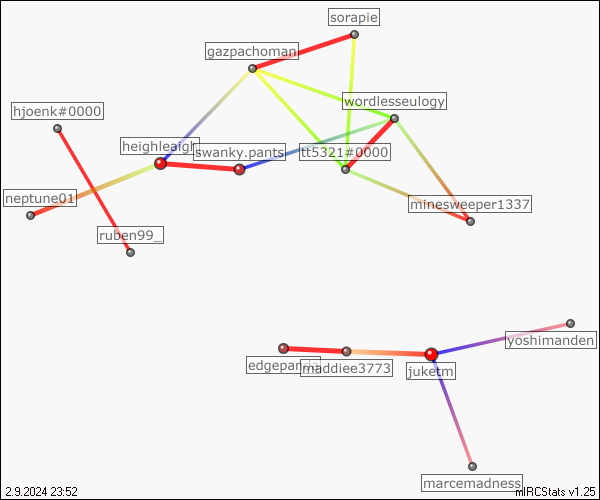 sorapie
gazpachoman
wordlesseulogy
hjoenk#0000
heighleaigh
swanky.pants
tt5321#0000
neptune01
minesweeper1337
ruben99_
yoshimanden
edgepanda
maddiee3773
juketm
marcemadness
2.9.2024 23:52
mIRCStats v1.25